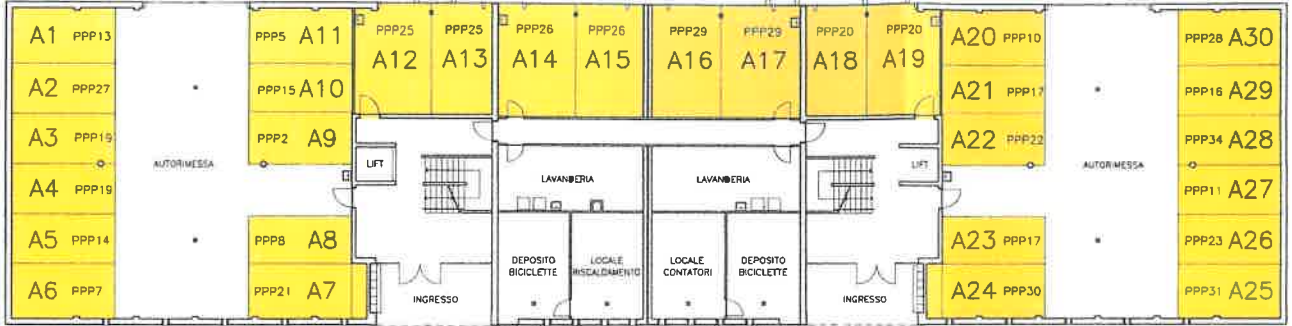 A1 PPP13
A2 PPP27
A3 PPP19
A4 PPP19
A5 PPP14
A6 PPP7
AUTORIMESSA
PPP5 A11
PPP15 A10
PPP2 A9
PPP8 A8
PPP21 A7
PPP25
A12
PPP25
A13
LIFT
INGRESSO
PPP26
A14
PPP26
A15
LAVANDERIA
DEPOSITO
BICICLETTE
LOCALE
RISCALDAMENTO
PPP29
A16
PPP29
A17
LAVANDERIA
LOCALE
CONTATORI
DEPOSITO
BICICLETTE
PPP20
A18
PPP20
A19
LIFT
INGRESSO
A20 PPP10
A21 PPP17
A22 PPP22
A23 PPP17
A24 PPP30
AUTORIMESSA
PPP28 A30
PPP16 A29
PPP34 A28
PPP11 A27
PPP23 A26
PPP31 A25